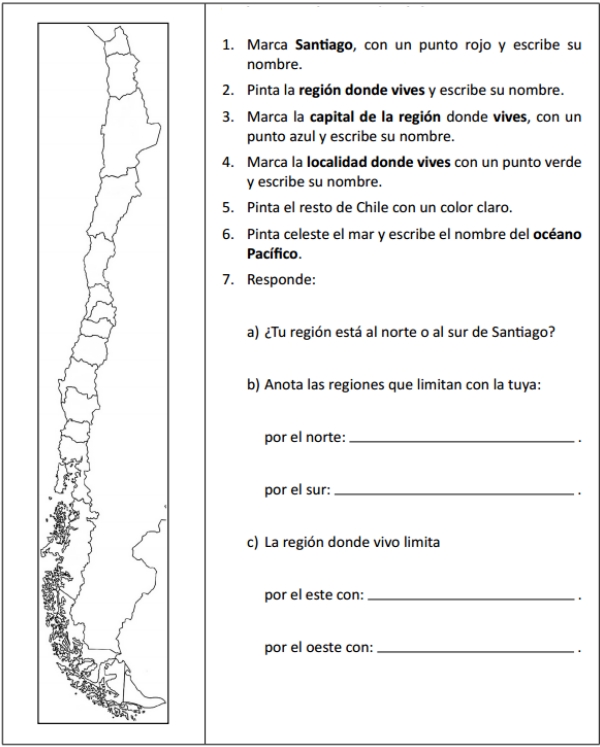 1. Marca Santiago, con un punto rojo y escribe su
nombre.
2. Pinta la región donde vives y escribe su nombre.
3. Marca la capital de la región donde vives, con un
punto azul y escribe su nombre.
4. Marca la localidad donde vives con un punto verde
y escribe su nombre.
5. Pinta el resto de Chile con un color claro.
6. Pinta celeste el mar y escribe el nombre del océano
Pacífico.
7. Responde:
a) ¿Tu región está al norte o al sur de Santiago?
b) Anota las regiones que limitan con la tuya:
por el norte: ______________________________ .
por el sur: ________________________________ .
c) La región donde vivo limita
por el este con: ___________________________ .
por el oeste con: __________________________ .